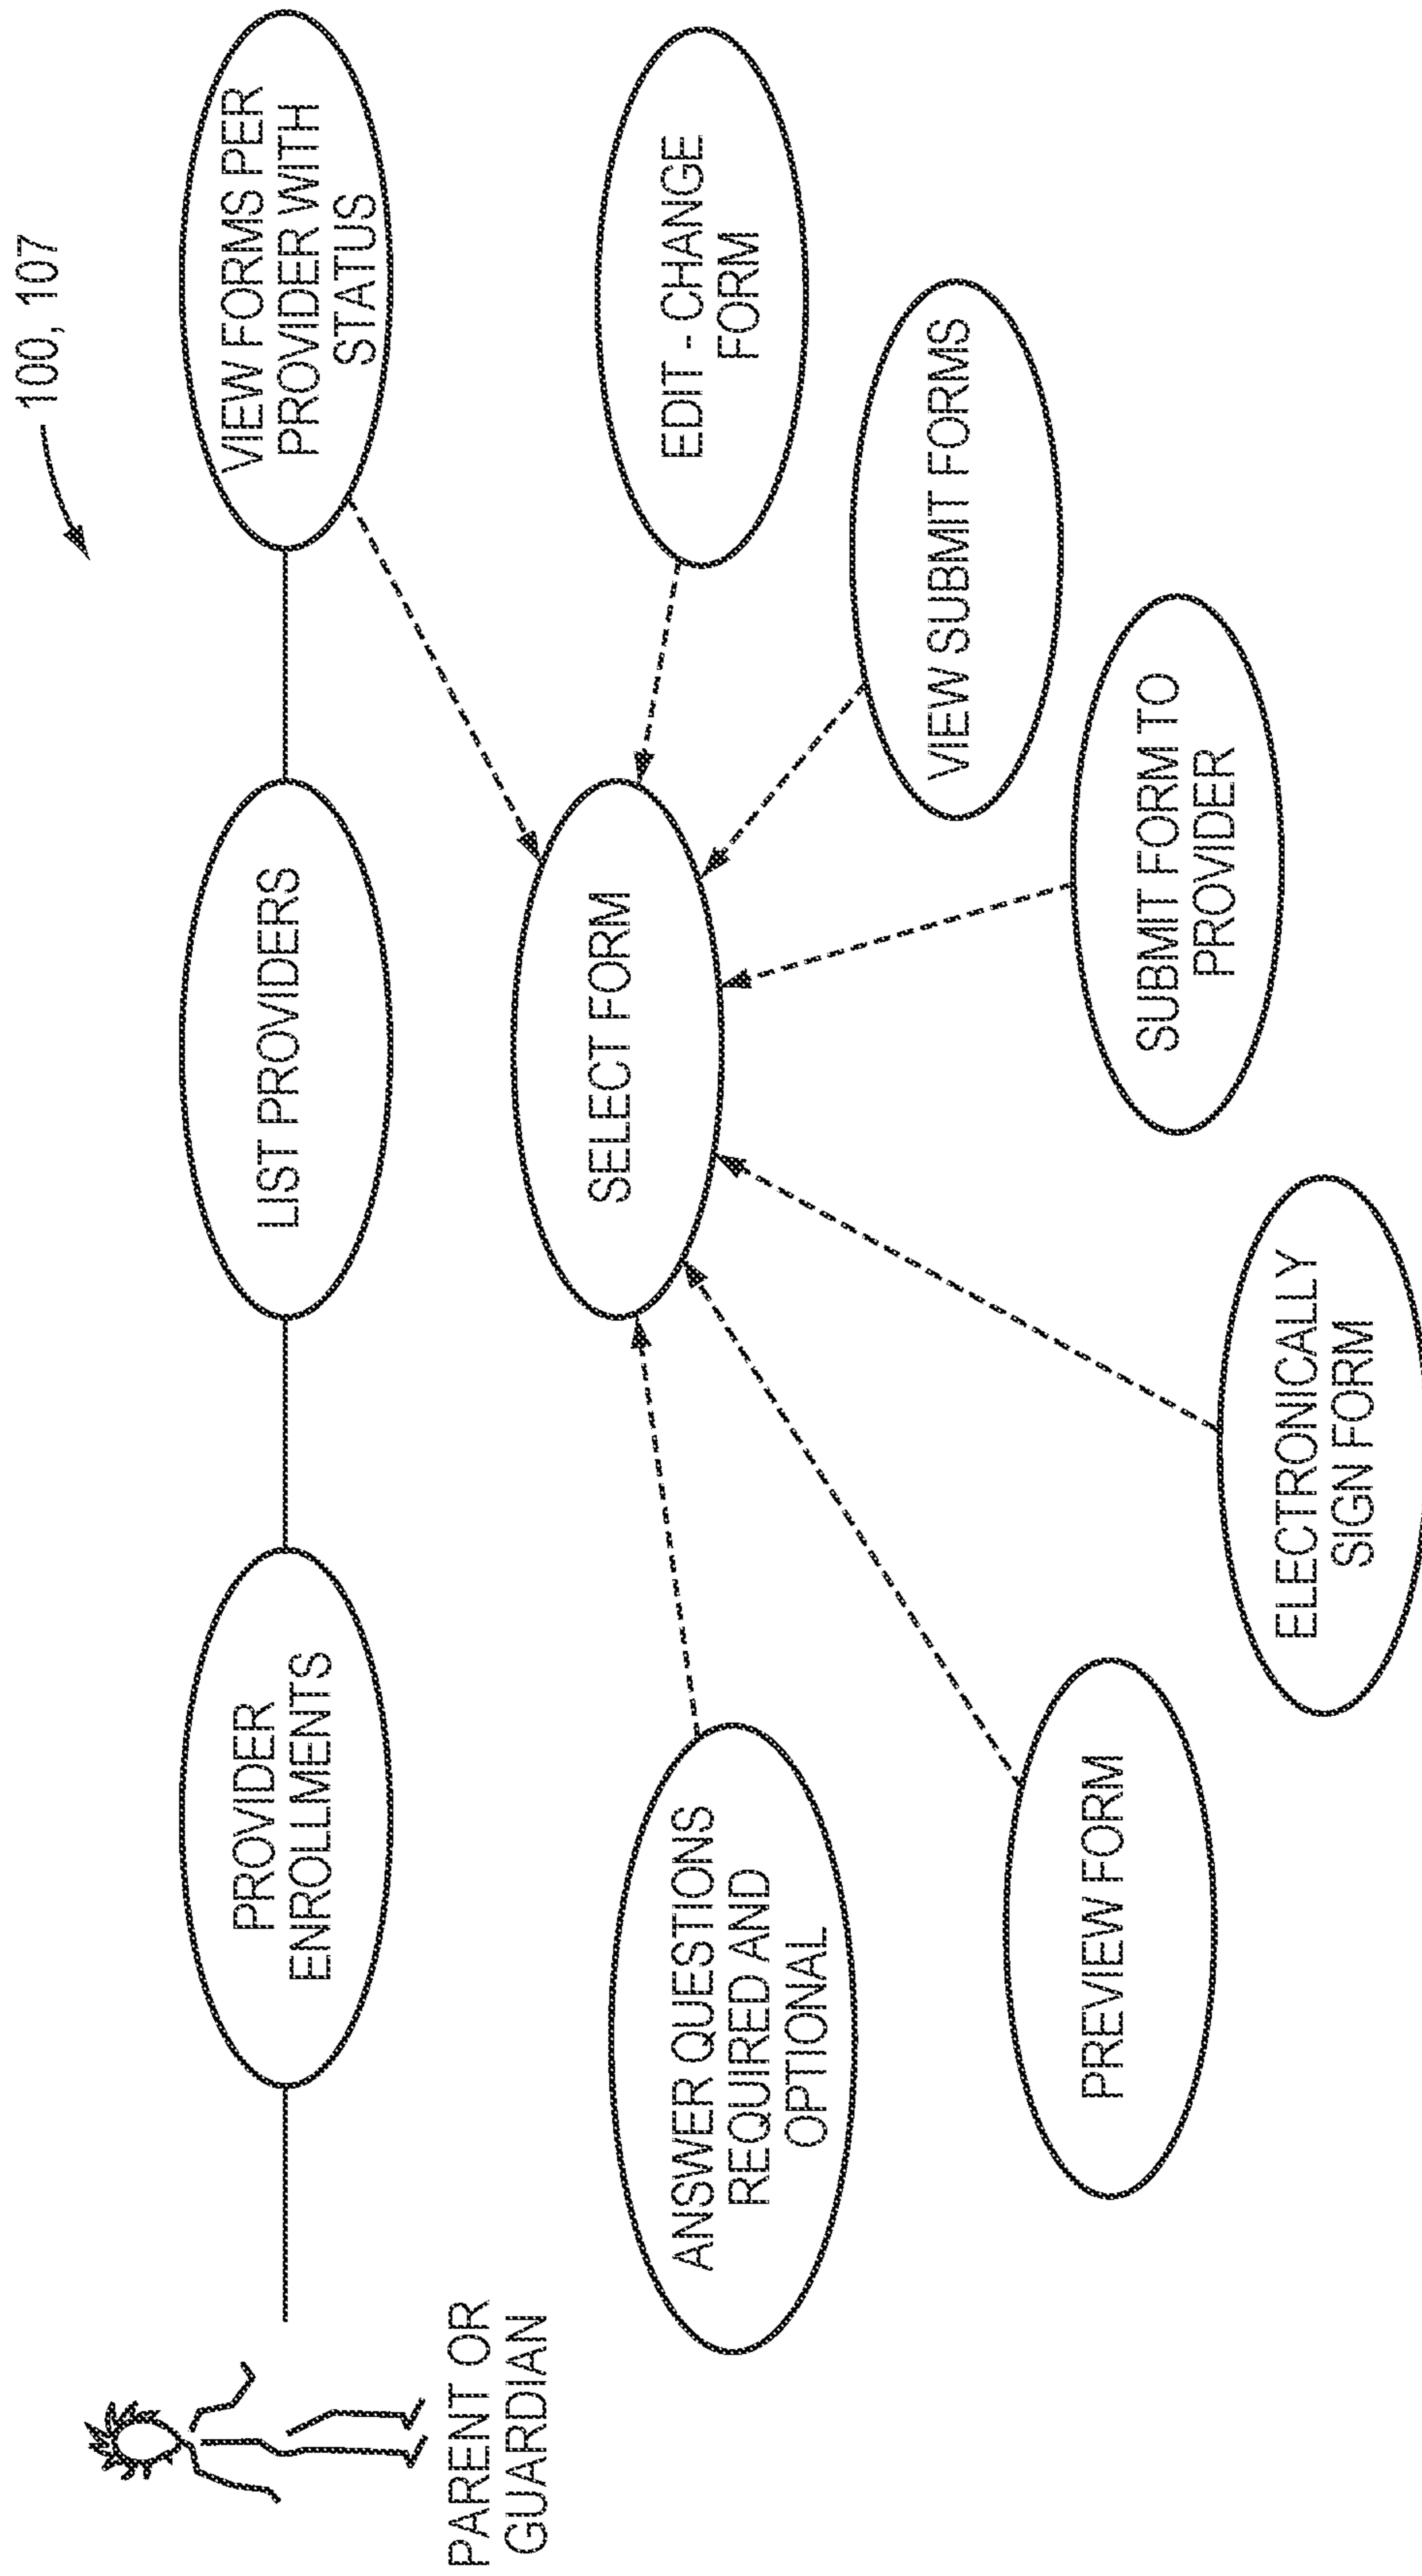 100, 107
PARENT OR
GUARDIAN
PROVIDER
ENROLLMENTS
LIST PROVIDERS
VIEW FORMS PER
PROVIDER WITH
STATUS
SELECT FORM
EDIT - CHANGE
FORM
ANSWER QUESTIONS
REQUIRED AND
OPTIONAL
VIEW SUBMIT FORMS
PREVIEW FORM
SUBMIT FORM TO
PROVIDER
ELECTRONICALLY
SIGN FORM